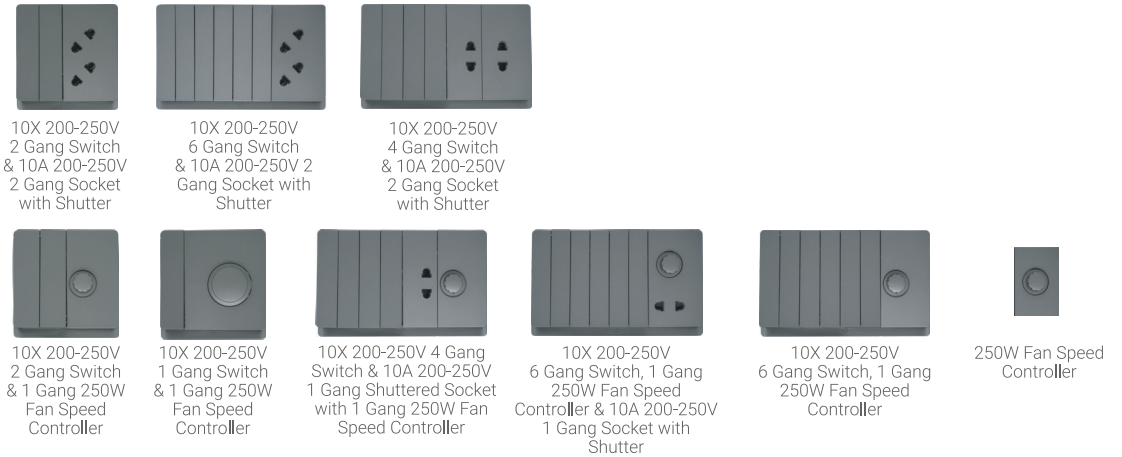 10X 200-250V
2 Gang Switch
& 10A 200-250V
2 Gang Socket
with Shutter
10X 200-250V
6 Gang Switch
& 10A 200-250V 2
Gang Socket with
Shutter
10X 200-250V
4 Gang Switch
& 10A 200-250V
2 Gang Socket
with Shutter
10X 200-250V
2 Gang Switch
& 1 Gang 250W
Fan Speed
Controller
10X 200-250V
1 Gang Switch
& 1 Gang 250W
Fan Speed
Controller
10X 200-250V 4 Gang
Switch & 10A 200-250V
1 Gang Shuttered Socket
with 1 Gang 250W Fan
Speed Controller
10X 200-250V
6 Gang Switch, 1 Gang
250W Fan Speed
Controller & 10A 200-250V
1 Gang Socket with
Shutter
10X 200-250V
6 Gang Switch, 1 Gang
250W Fan Speed
Controller
250W Fan Speed
Controller